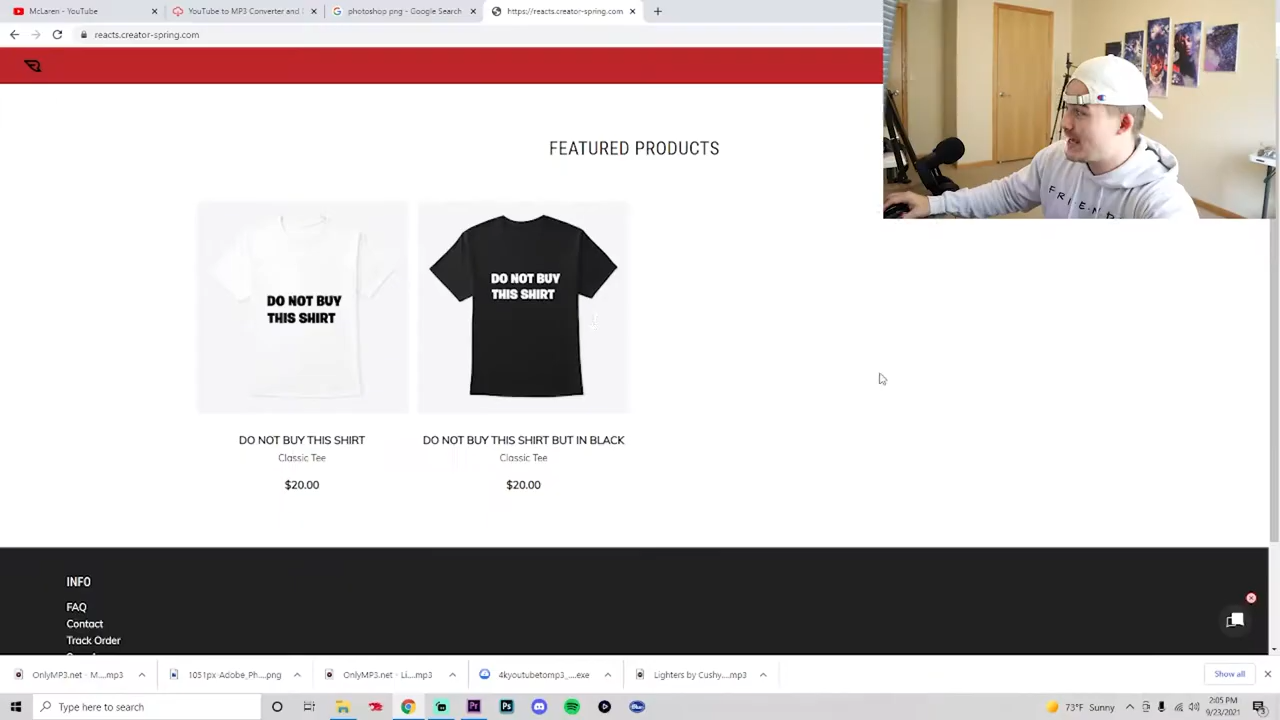 McLaren - YouTube
YouTube to MP3 Converter and
photoshop png - Google Search
https://reacts.creator-spring.com
reacts.creator-spring.com
FEATURED PRODUCTS
DO NOT BUY
THIS SHIRT
DO NOT BUY
THIS SHIRT
DO NOT BUY THIS SHIRT
Classic Tee
$20.00
DO NOT BUY THIS SHIRT BUT IN BLACK
Classic Tee
$20.00
INFO
FAQ
Contact
Track Order
OnlyMP3.net - M....mp3
1051px-Adobe_Ph....png
OnlyMP3.net - Li....mp3
4kyoutubetomp3_....exe
Lighters by Cushy....mp3
Show all
Type here to search
73°F Sunny
2:05 PM
9/23/2021